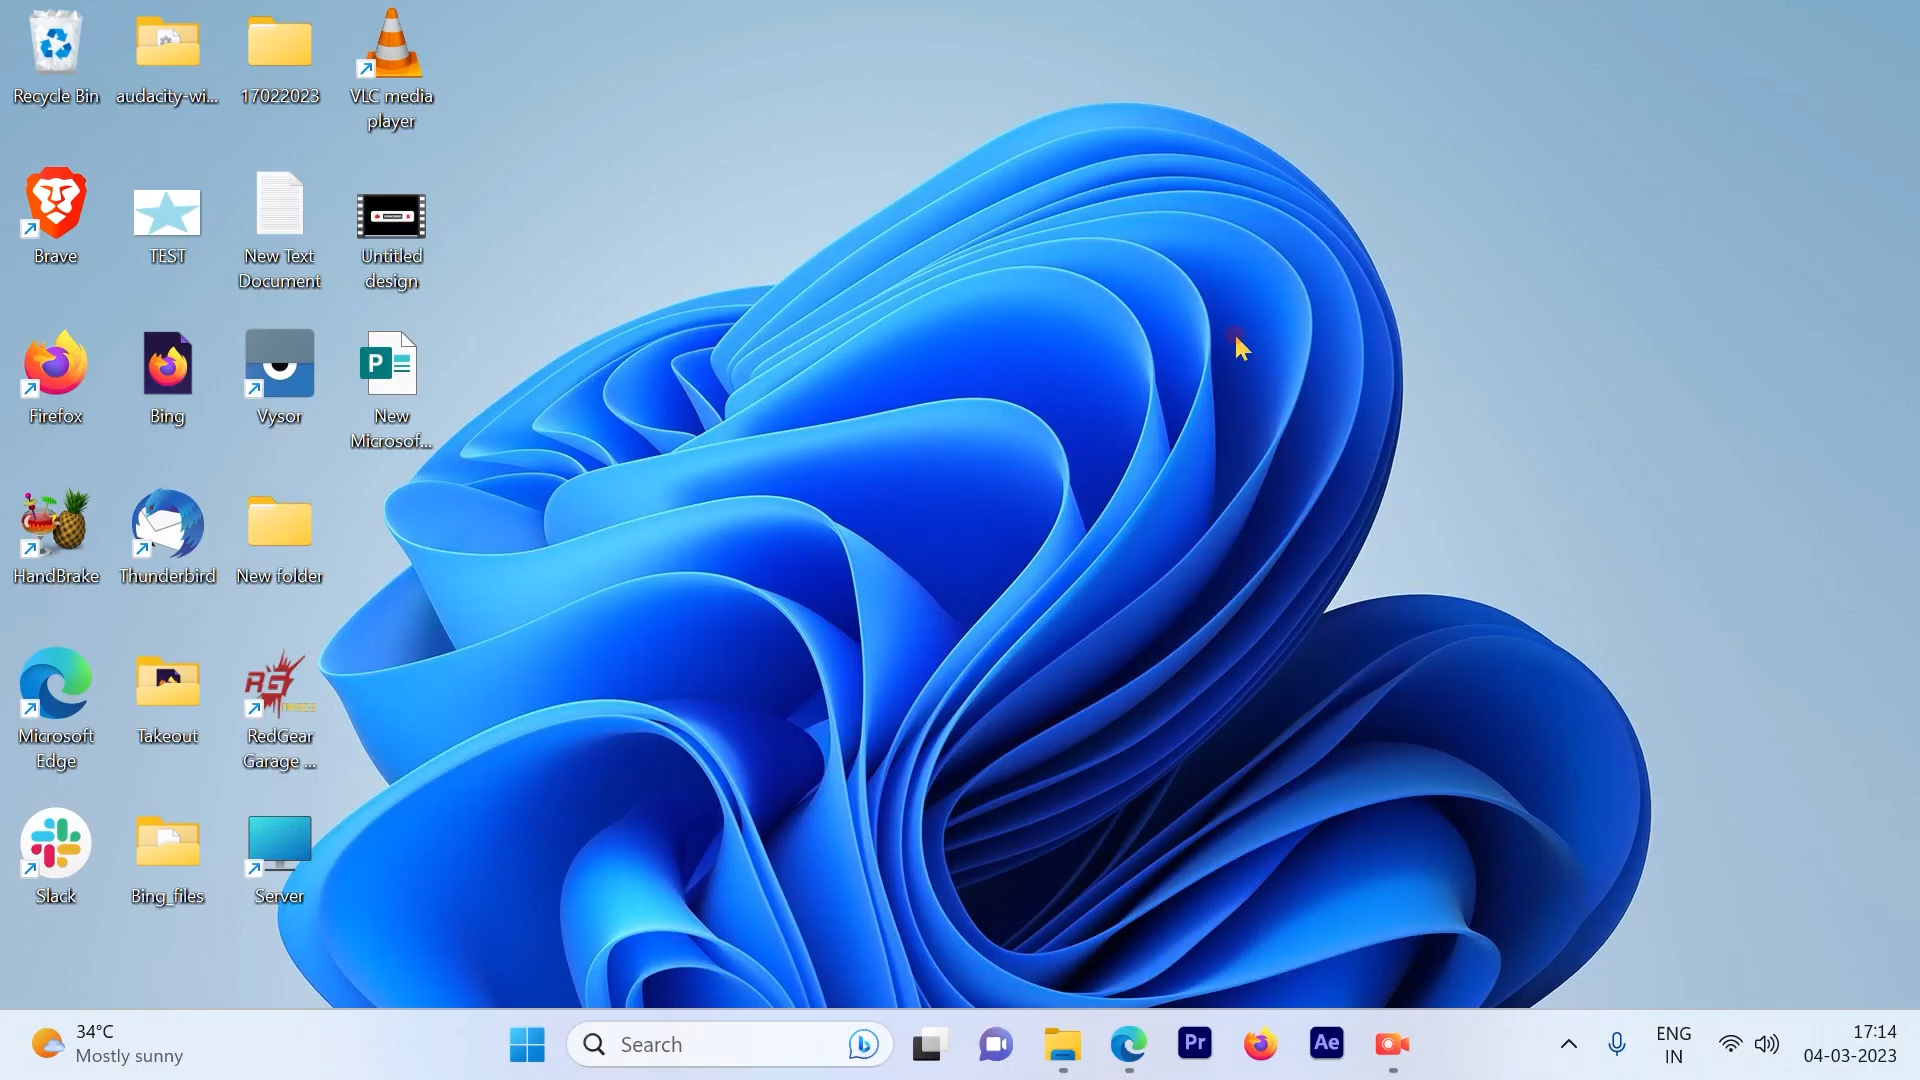 Recycle Bin
audacity-wi...
17022023
VLC media
player
Brave
TEST
New Text
Document
Untitled
design
Firefox
Bing
Vysor
P
New
Microsof...
HandBrake
Thunderbird
New folder
Microsoft
Edge
Takeout
RG
RedGear
Garage ...
Slack
Bing_files
Server
34°C
Mostly sunny
Search
Pr
Ae
ENG
IN
17:14
04-03-2023